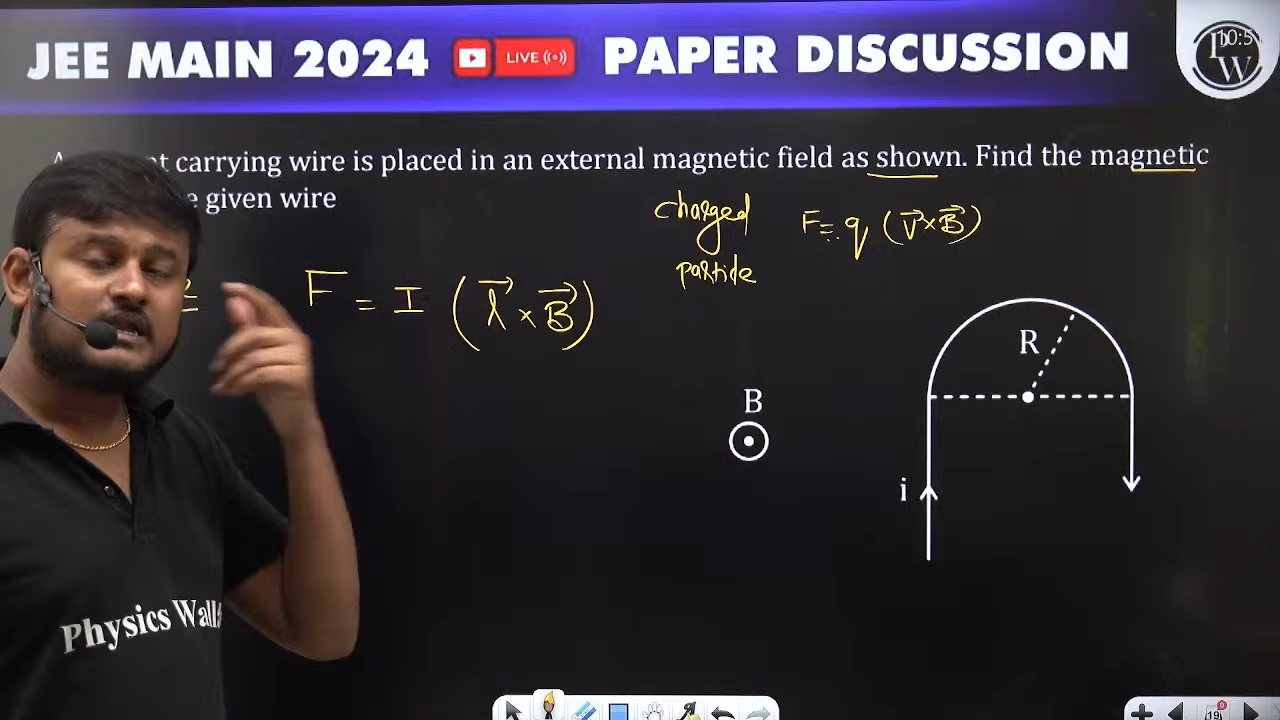 JEE MAIN 2024 LIVE PAPER DISCUSSION
carrying wire is placed in an external magnetic field as shown. Find the magnetic
given wire
charged F = q (V×B)
particle
F = I (l×B)
R
B
i
Physics Wall
19